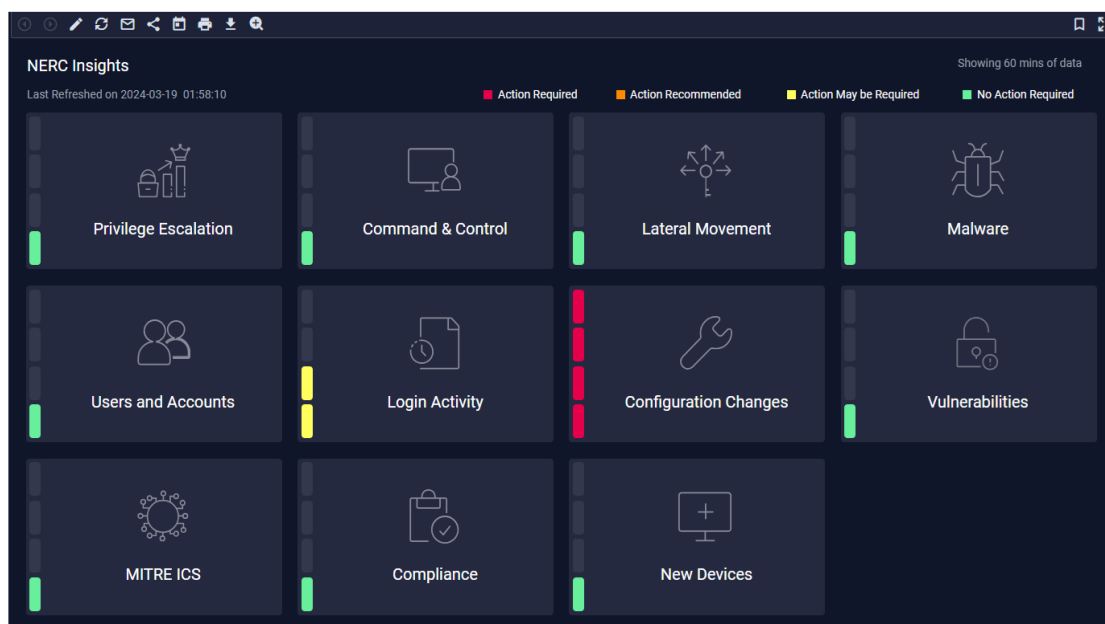 NERC Insights
Showing 60 mins of data
Last Refreshed on 2024-03-19 01:58:10
Action Required
Action Recommended
Action May be Required
No Action Required
Privilege Escalation
Command & Control
Lateral Movement
Malware
Users and Accounts
Login Activity
Configuration Changes
Vulnerabilities
MITRE ICS
Compliance
New Devices